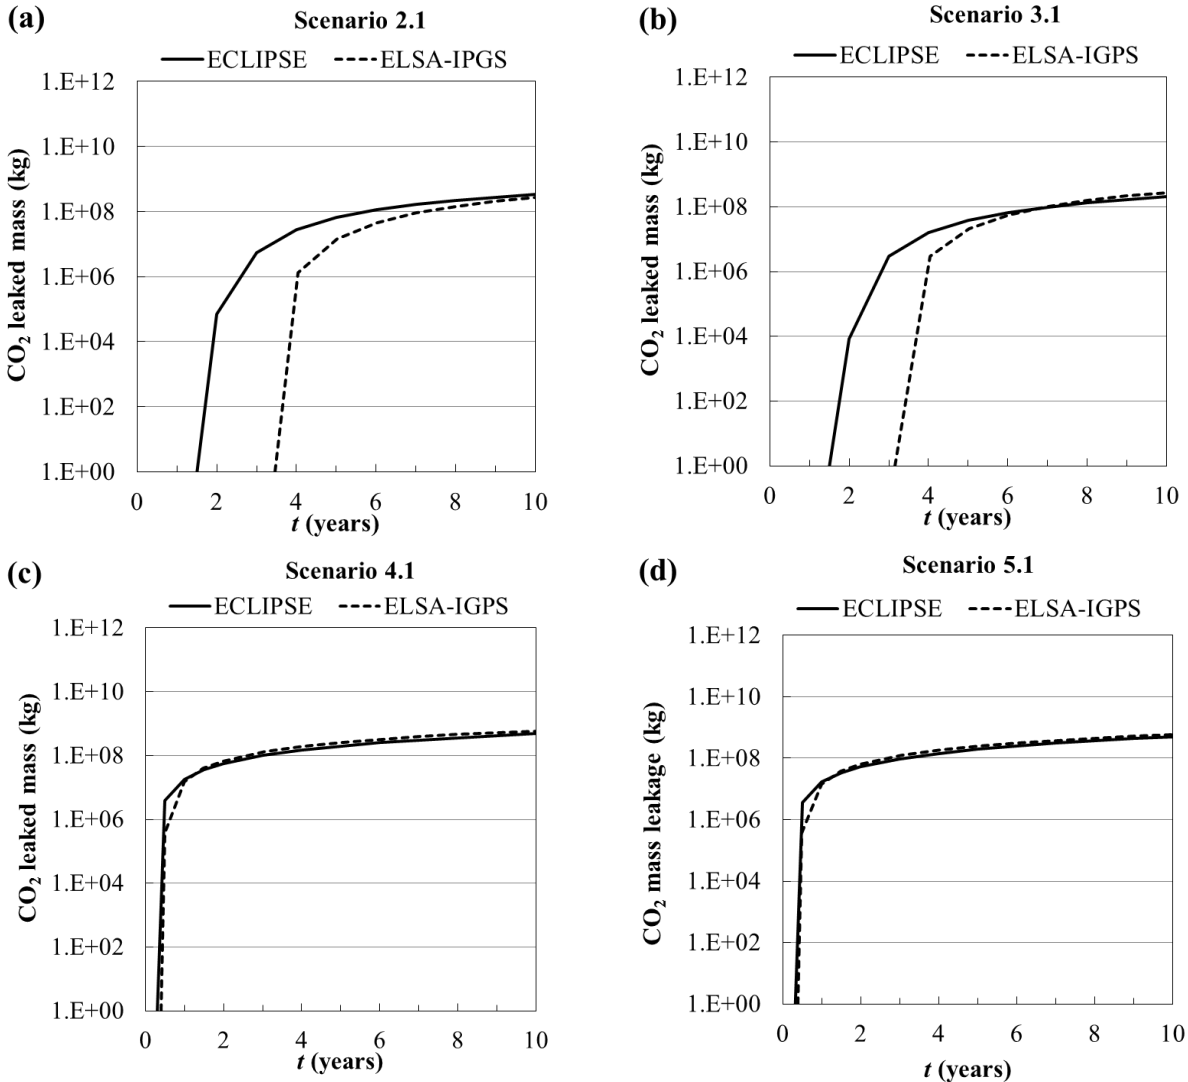 (a)
Scenario 2.1
ECLIPSE ELSA-IPGS
CO2 leaked mass (kg)
1.E+12
1.E+10
1.E+08
1.E+06
1.E+04
1.E+02
1.E+00
0 2 4 6 8 10
t (years)
(b)
Scenario 3.1
ECLIPSE ELSA-IGPS
CO2 leaked mass (kg)
1.E+12
1.E+10
1.E+08
1.E+06
1.E+04
1.E+02
1.E+00
0 2 4 6 8 10
t (years)
(c)
Scenario 4.1
ECLIPSE ELSA-IGPS
CO2 leaked mass (kg)
1.E+12
1.E+10
1.E+08
1.E+06
1.E+04
1.E+02
1.E+00
0 2 4 6 8 10
t (years)
(d)
Scenario 5.1
ECLIPSE ELSA-IGPS
CO2 mass leakage (kg)
1.E+12
1.E+10
1.E+08
1.E+06
1.E+04
1.E+02
1.E+00
0 2 4 6 8 10
t (years)